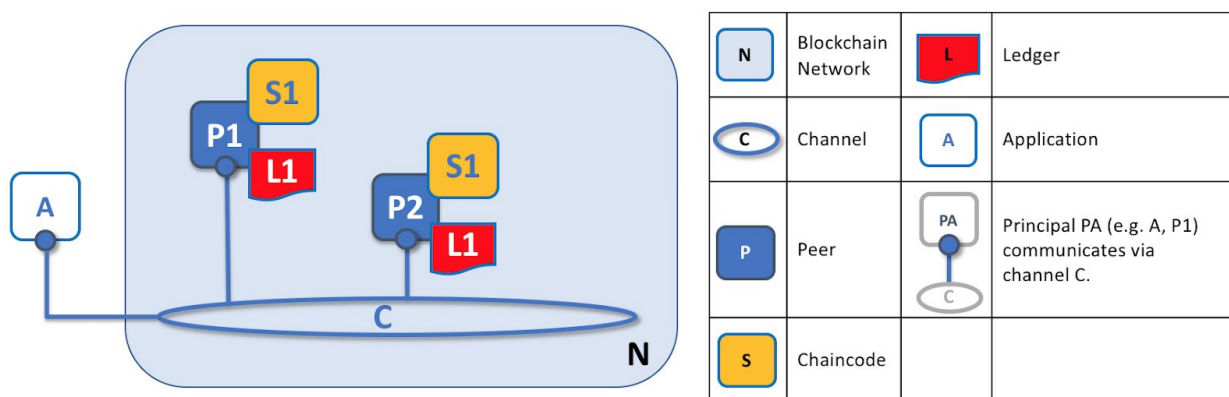 S1
P1
L1
S1
P2
L1
A
C
N
N
Blockchain
Network
L
Ledger
C
Channel
A
Application
P
Peer
PA
C
Principal PA (e.g. A, P1)
communicates via
channel C.
S
Chaincode